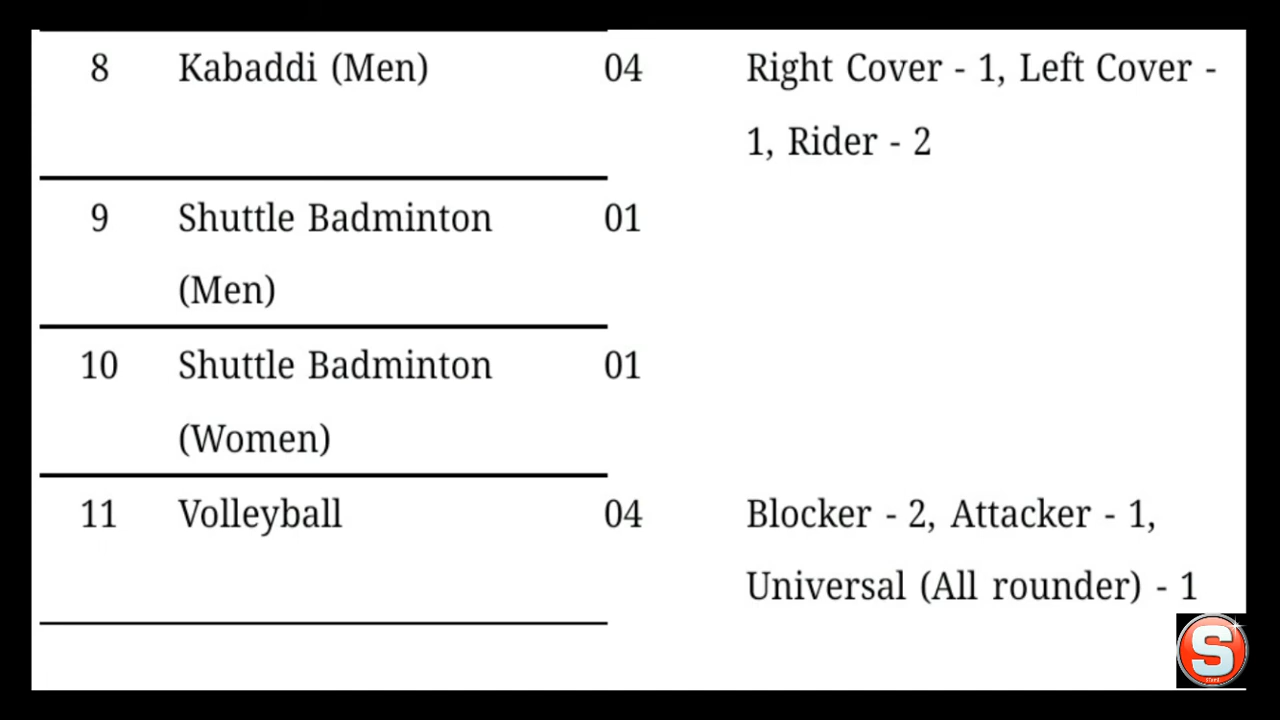 8 Kabaddi (Men) 04 Right Cover - 1, Left Cover -
1, Rider - 2
9 Shuttle Badminton 01
(Men)
10 Shuttle Badminton 01
(Women)
11 Volleyball 04 Blocker - 2, Attacker - 1,
Universal (All rounder) - 1
S